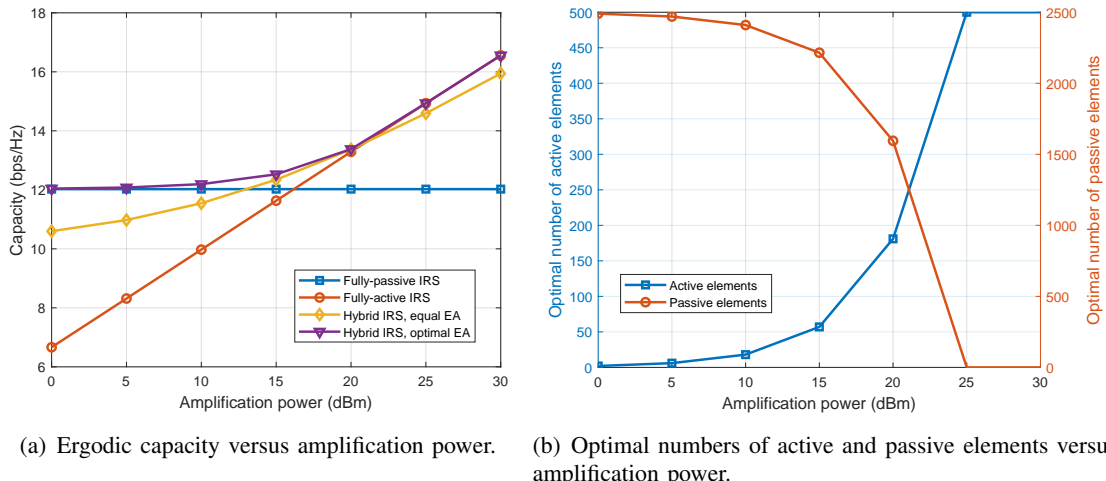 18
16
14
12
10
8
6
Capacity (bps/Hz)
0 5 10 15 20 25 30
Amplification power (dBm)
Fully-passive IRS
Fully-active IRS
Hybrid IRS, equal EA
Hybrid IRS, optimal EA
(a) Ergodic capacity versus amplification power.
500
450
400
350
300
250
200
150
100
50
0
Optimal number of active elements
2500
2000
1500
1000
500
0
Optimal number of passive elements
0 5 10 15 20 25 30
Amplification power (dBm)
Active elements
Passive elements
(b) Optimal numbers of active and passive elements versu
amplification power.